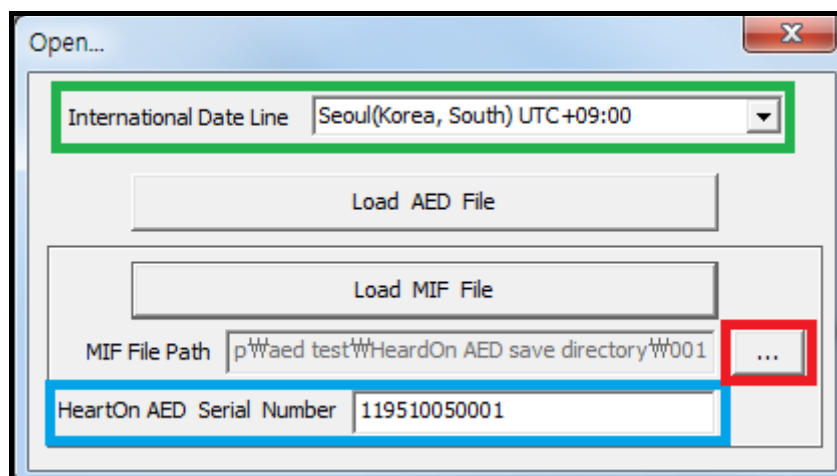 Open...
International Date Line Seoul(Korea, South) UTC+09:00
Load AED File
Load MIF File
MIF File Path p₩aed test₩HeardOn AED save directory₩001 ...
HeartOn AED Serial Number 119510050001